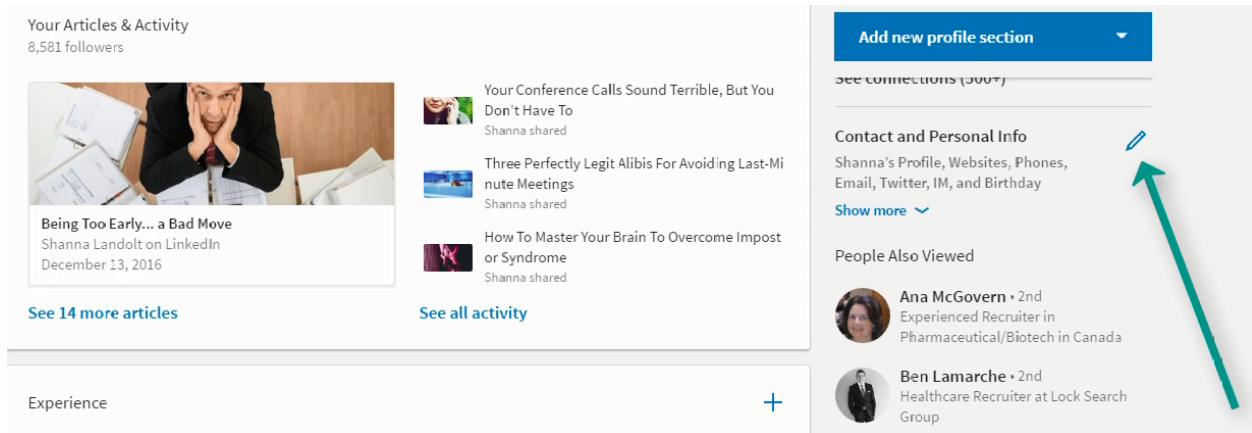 Your Articles & Activity
8,581 followers
Being Too Early... a Bad Move
Shanna Landolt on LinkedIn
December 13, 2016
See 14 more articles
Your Conference Calls Sound Terrible, But You
Don't Have To
Shanna shared
Three Perfectly Legit Alibis For Avoiding Last-Mi
nute Meetings
Shanna shared
How To Master Your Brain To Overcome Impost
or Syndrome
Shanna shared
See all activity
Experience
Add new profile section
See connections (500+)
Contact and Personal Info
Shanna's Profile, Websites, Phones,
Email, Twitter, IM, and Birthday
Show more
People Also Viewed
Ana McGovern • 2nd
Experienced Recruiter in
Pharmaceutical/Biotech in Canada
Ben Lamarche • 2nd
Healthcare Recruiter at Lock Search
Group